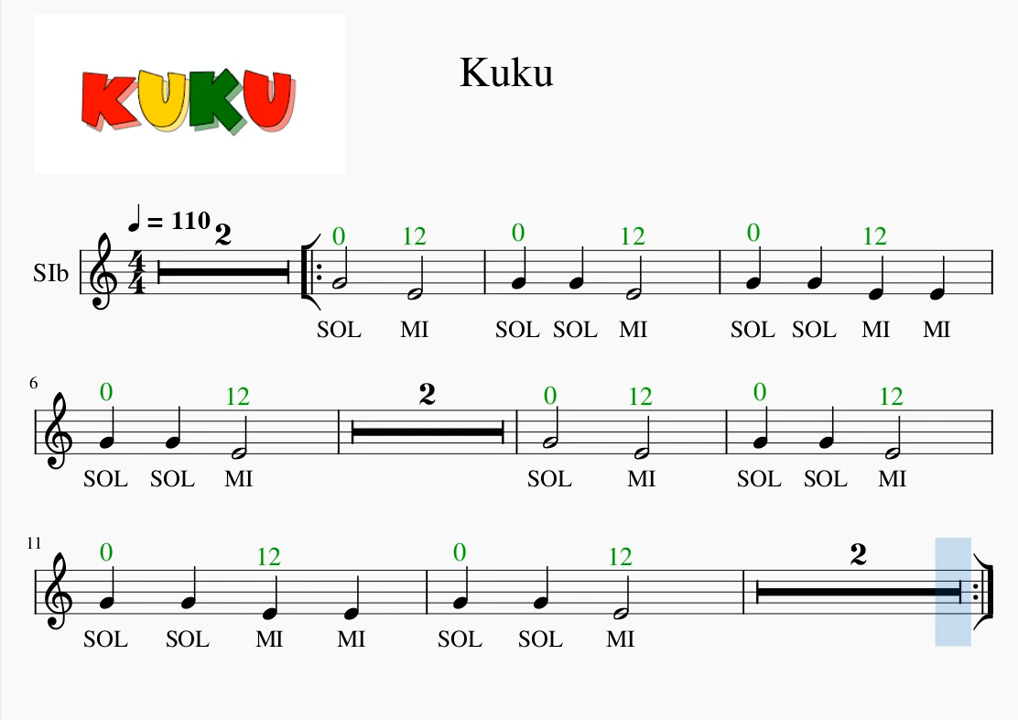 KUKU
Kuku
= 110
2
0 12 0 12 0 12
SIb
4
4
SOL MI SOL SOL MI SOL SOL MI MI
6
0 12 2 0 12 0 12
SOL SOL MI SOL MI SOL SOL MI
11
0 12 0 12 2
SOL SOL MI MI SOL SOL MI